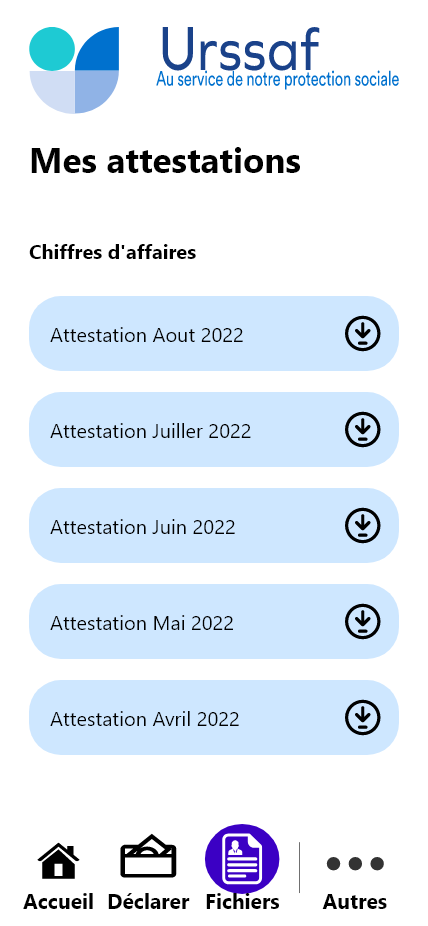 Urssaf
Au service de notre protection sociale
Mes attestations
Chiffres d'affaires
Attestation Aout 2022
Attestation Juiller 2022
Attestation Juin 2022
Attestation Mai 2022
Attestation Avril 2022
Accueil Déclarer Fichiers Autres